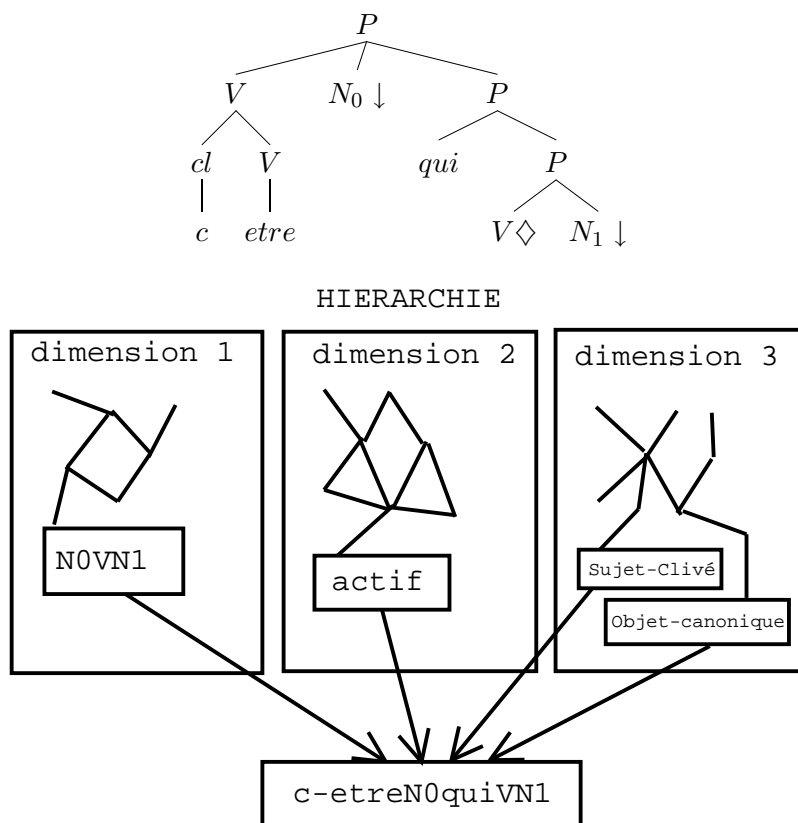 P
V N₀ ↓ P
cl V qui P
c etre V♢ N₁ ↓
HIERARCHIE
dimension 1 dimension 2 dimension 3
N0VN1 actif Sujet-Clivé
Objet-canonique
c-etreN0quiVN1